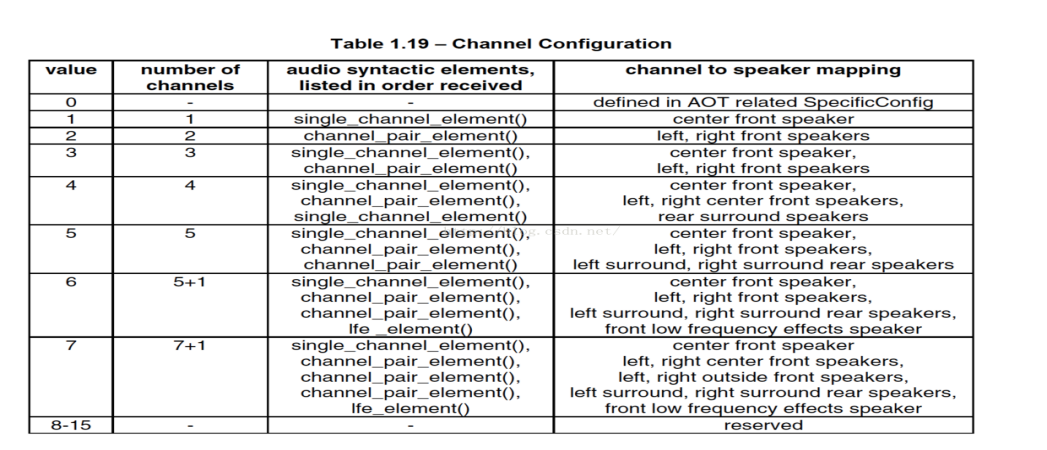 Table 1.19 – Channel Configuration
value number of channels audio syntactic elements, listed in order received channel to speaker mapping
0 - - defined in AOT related SpecificConfig
1 1 single_channel_element() center front speaker
2 2 channel_pair_element() left, right front speakers
3 3 single_channel_element(), center front speaker,
channel_pair_element() left, right front speakers
4 4 single_channel_element(), center front speaker,
channel_pair_element(), left, right center front speakers,
single_channel_element() rear surround speakers
5 5 single_channel_element(), center front speaker,
channel_pair_element(), left, right front speakers,
channel_pair_element() left surround, right surround rear speakers
6 5+1 single_channel_element(), center front speaker,
channel_pair_element(), left, right front speakers,
channel_pair_element(), left surround, right surround rear speakers,
lfe _element() front low frequency effects speaker
7 7+1 single_channel_element(), center front speaker
channel_pair_element(), left, right center front speakers,
channel_pair_element(), left, right outside front speakers,
channel_pair_element(), left surround, right surround rear speakers,
lfe_element() front low frequency effects speaker
8-15 - - reserved